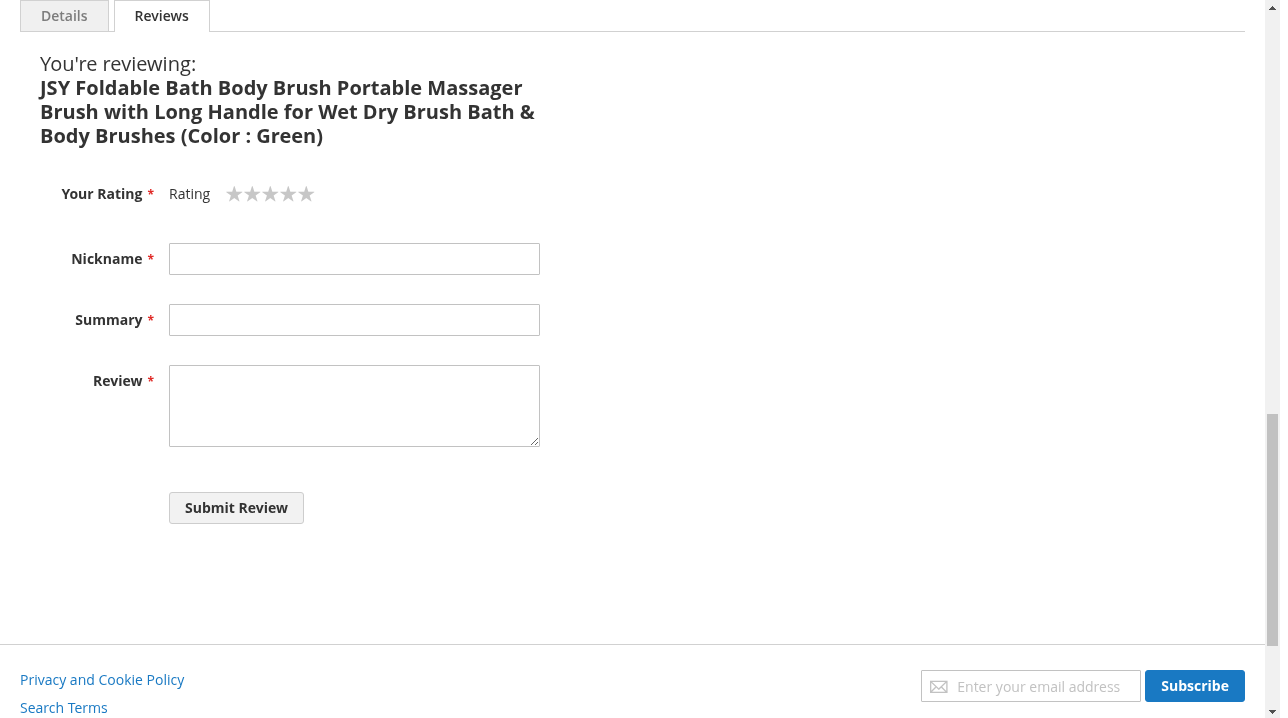 Details
Reviews
You're reviewing:
JSY Foldable Bath Body Brush Portable Massager
Brush with Long Handle for Wet Dry Brush Bath &
Body Brushes (Color : Green)
Your Rating *
Rating
Nickname *
Summary *
Review *
Submit Review
Privacy and Cookie Policy
Search Terms
Enter your email address
Subscribe